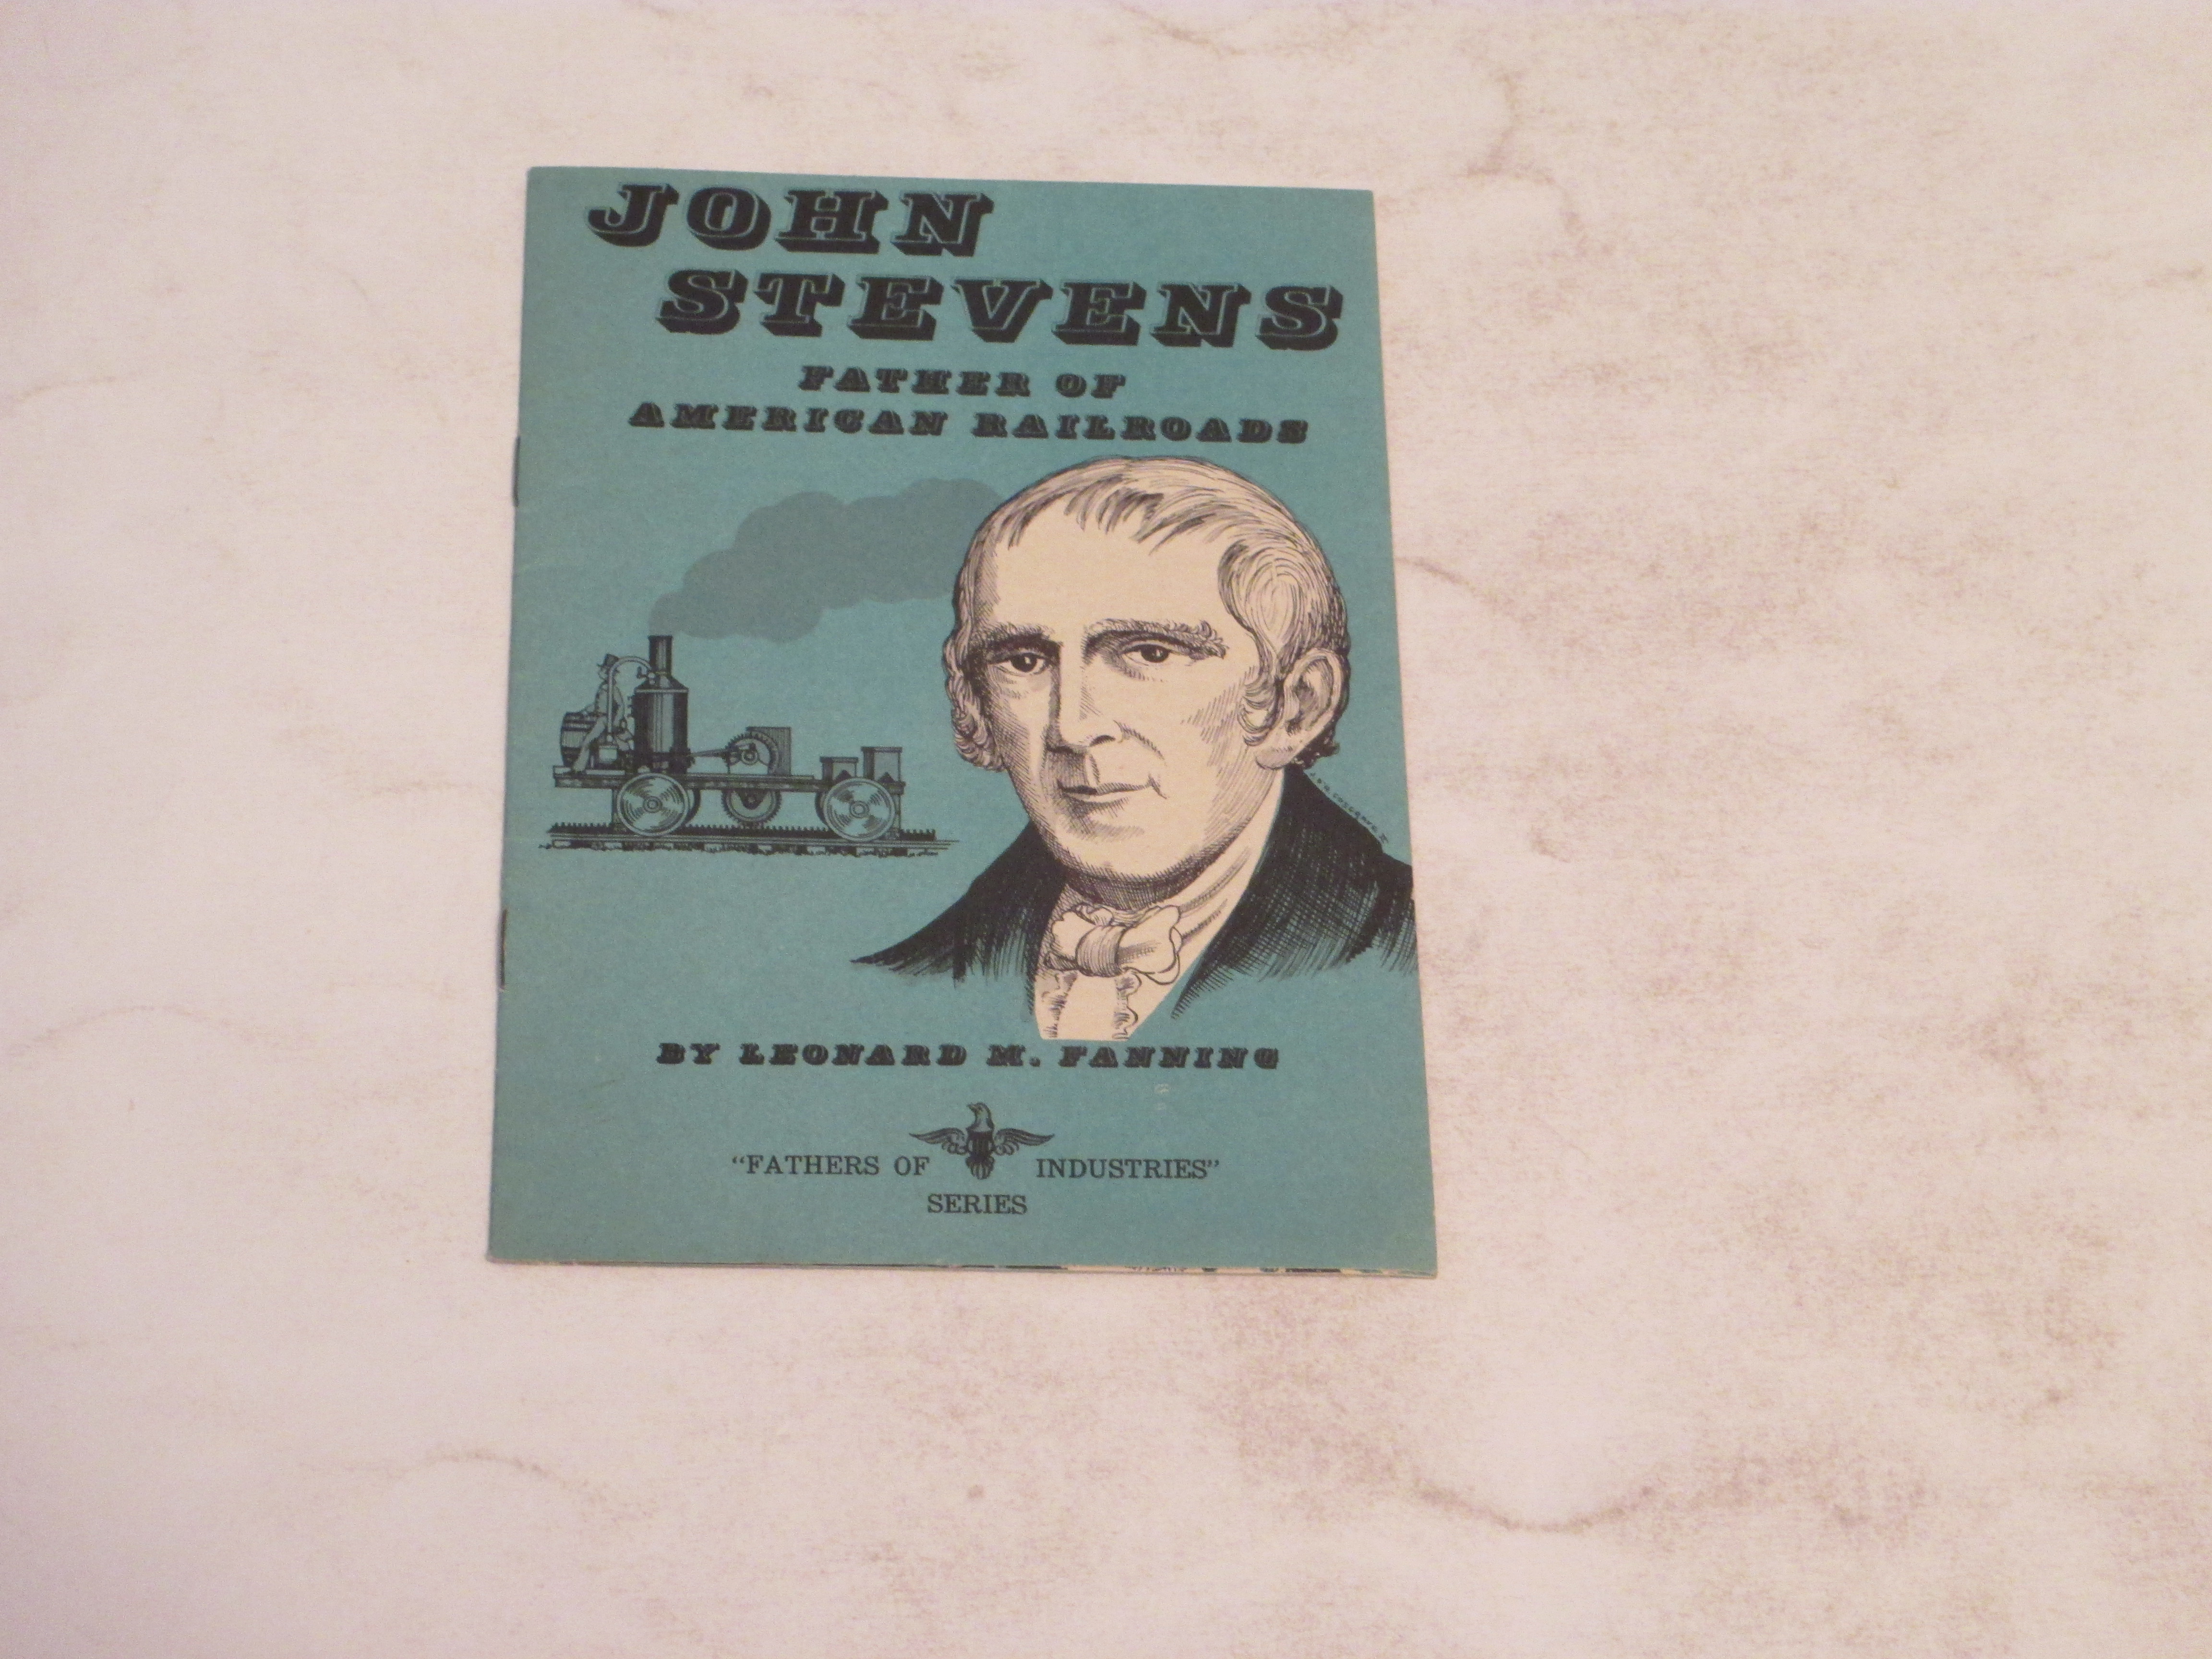 JOHN
STEVENS
FATHER OF
AMERICAN RAILROADS
BY LEONARD M. FANNING
"FATHERS OF INDUSTRIES"
SERIES